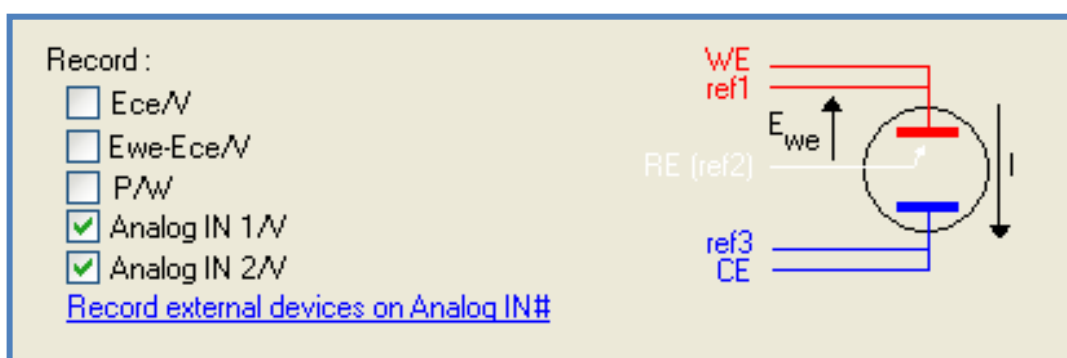 Record :
Ece/V
Ewe-Ece/V
P/W
Analog IN 1/V
Analog IN 2/V
Record external devices on Analog IN#
WE
ref1
Ewe
RE (ref2)
I
ref3
CE